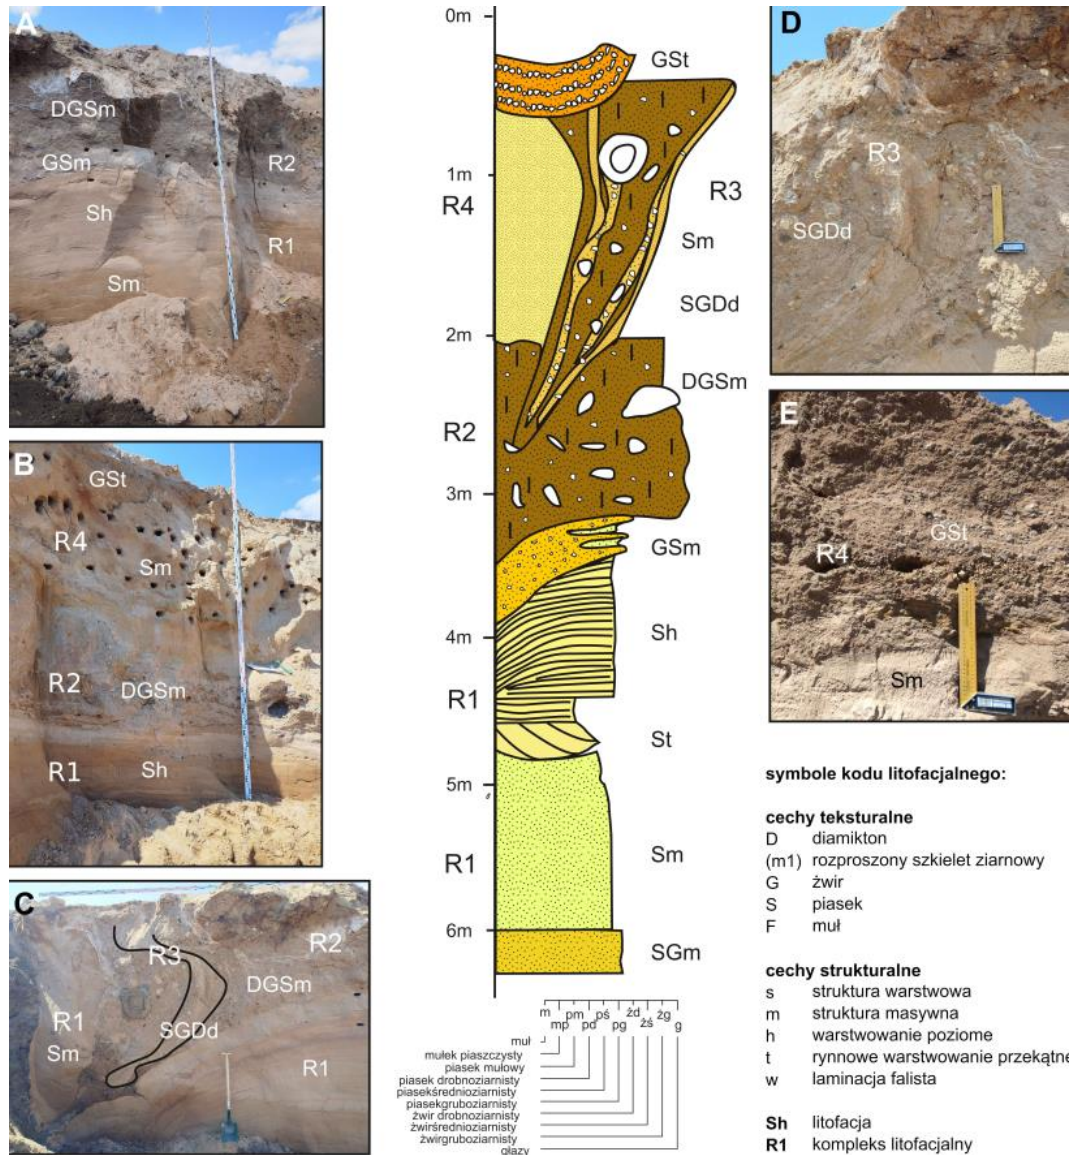 A
DGSm
GSm
R2
Sh
R1
Sm
B
GSt
R4
Sm
R2
DGSm
R1
Sh
C
R3
R2
DGSm
R1
SGDd
Sm
R1
0m
GSt
1m
R4
R3
Sm
SGDd
2m
DGSm
R2
3m
GSm
Sh
4m
R1
St
5m
R1
Sm
6m
SGm
m pm pś żd żg
mp pd pg żś g
muł
mułek piaszczysty
piasek mułowy
piasek drobnoziarnisty
piasekśrednioziarnisty
piasekgruboziarnisty
żwir drobnoziarnisty
żwirśrednioziarnisty
żwirgruboziarnisty
głazy
D
R3
SGDd
E
GSt
R4
Sm
symbole kodu litofacjalnego:
cechy teksturalne
D diamikton
(m1) rozproszony szkielet ziarnowy
G żwir
S piasek
F muł
cechy strukturalne
s struktura warstwowa
m struktura masywna
h warstwowanie poziome
t rynnowe warstwowanie przekątne
w laminacja falista
Sh litofacja
R1 kompleks litofacjalny